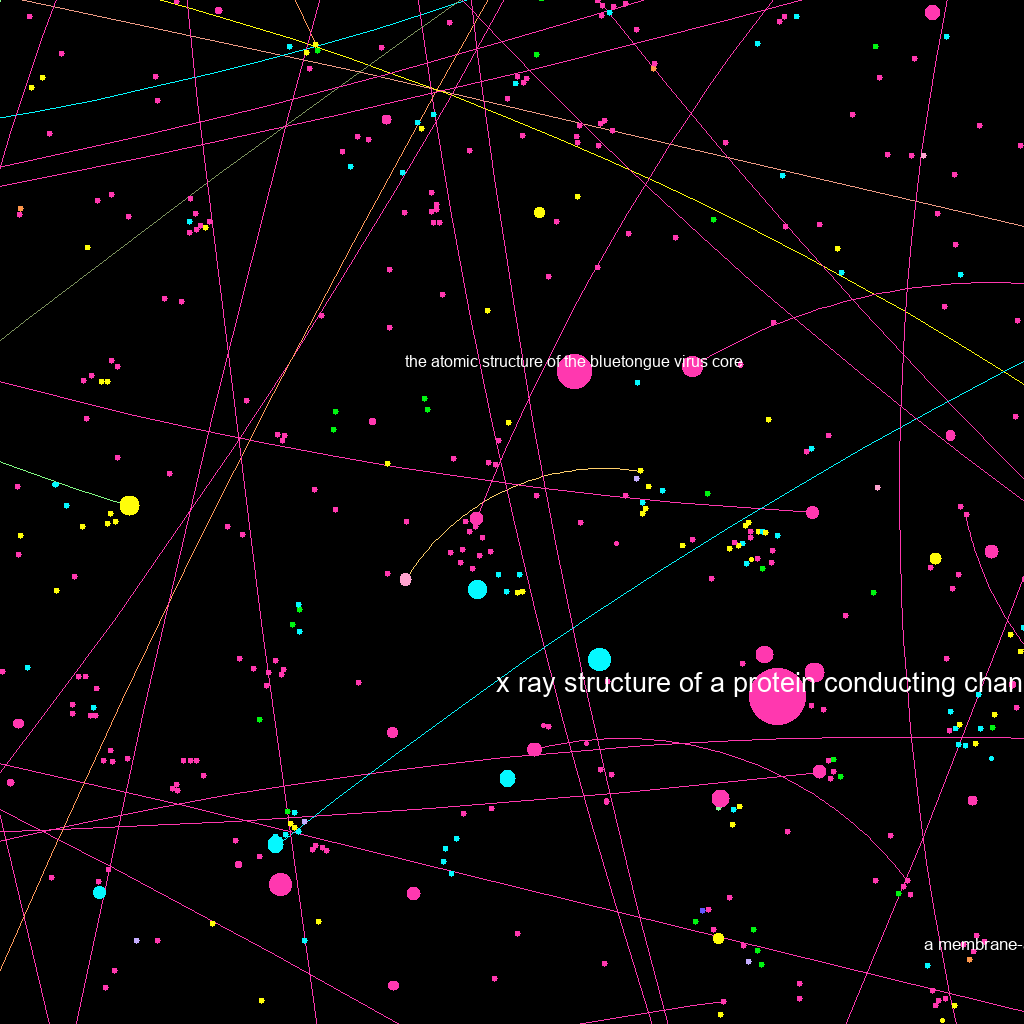 the atomic structure of the bluetongue virus core
x ray structure of a protein conducting chan
a membrane-